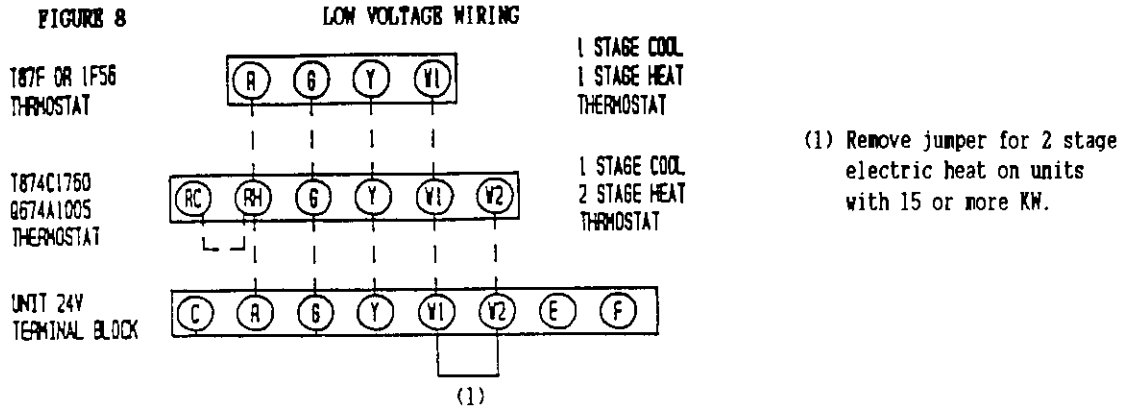 FIGURE 8
LOW VOLTAGE WIRING
T87F OR 1F56
THRMOSTAT
R G Y W1
1 STAGE COOL
1 STAGE HEAT
THERMOSTAT
T874C1760
Q674A1005
THERMOSTAT
RC RH G Y W1 W2
1 STAGE COOL
2 STAGE HEAT
THRMOSTAT
UNIT 24V
TERMINAL BLOCK
C R G Y W1 W2 E F
(1)
(1) Remove jumper for 2 stage
electric heat on units
with 15 or more KW.